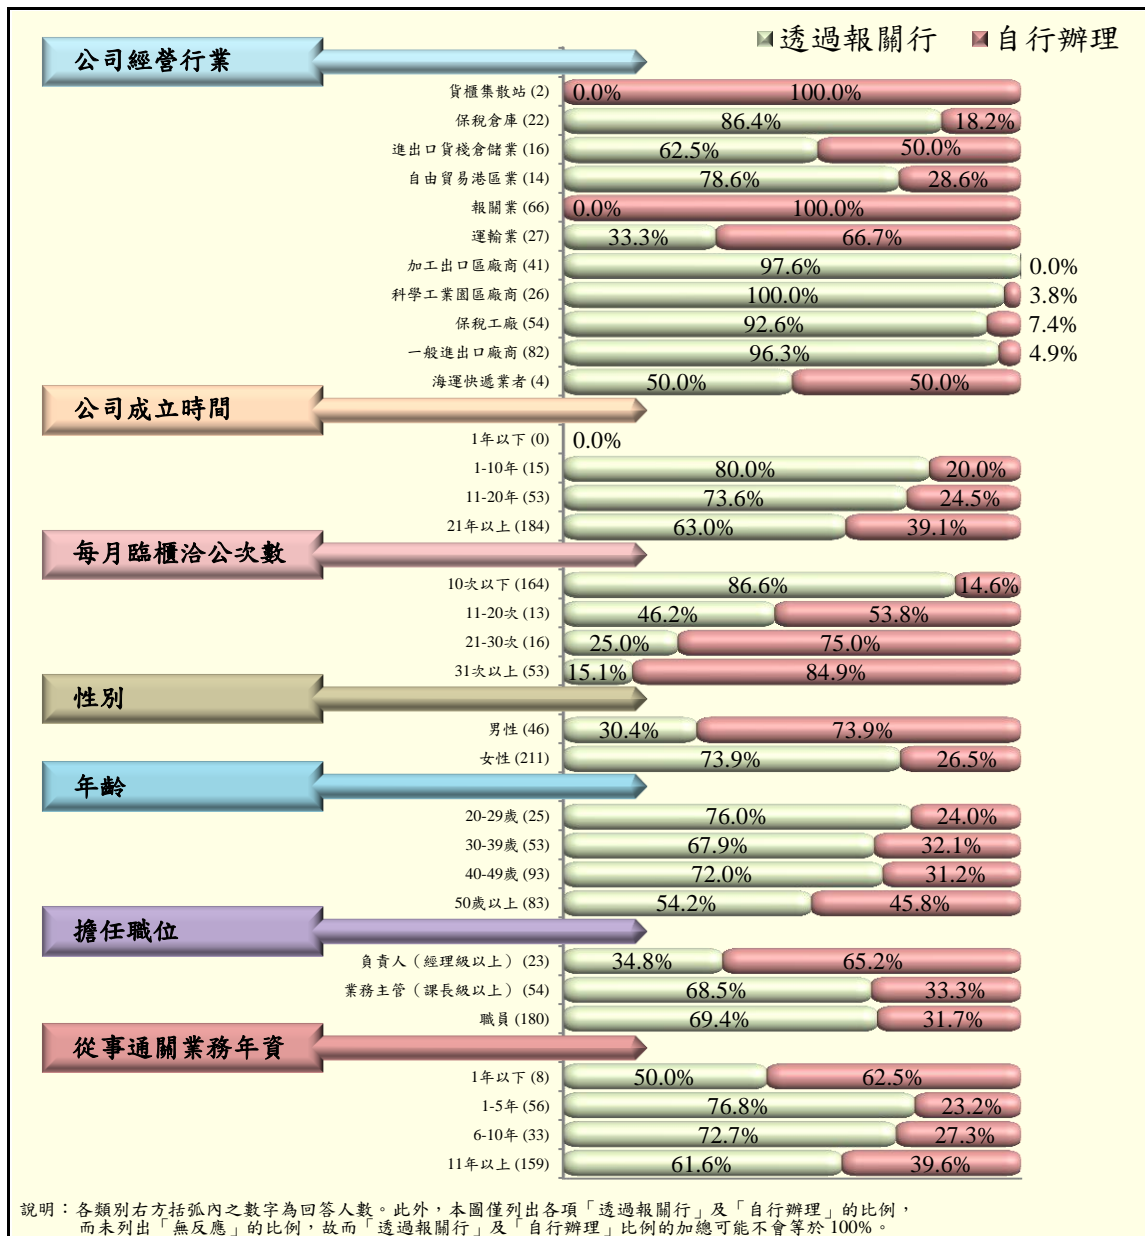 透過報關行 自行辦理
公司經營行業
貨櫃集散站 (2) 0.0% 100.0%
保稅倉庫 (22) 86.4% 18.2%
進出口貨棧倉儲業 (16) 62.5% 50.0%
自由貿易港區業 (14) 78.6% 28.6%
報關業 (66) 0.0% 100.0%
運輸業 (27) 33.3% 66.7%
加工出口區廠商 (41) 97.6% 0.0%
科學工業園區廠商 (26) 100.0% 3.8%
保稅工廠 (54) 92.6% 7.4%
一般進出口廠商 (82) 96.3% 4.9%
海運快遞業者 (4) 50.0% 50.0%
公司成立時間
1年以下 (0) 0.0%
1-10年 (15) 80.0% 20.0%
11-20年 (53) 73.6% 24.5%
21年以上 (184) 63.0% 39.1%
每月臨櫃洽公次數
10次以下 (164) 86.6% 14.6%
11-20次 (13) 46.2% 53.8%
21-30次 (16) 25.0% 75.0%
31次以上 (53) 15.1% 84.9%
性別
男性 (46) 30.4% 73.9%
女性 (211) 73.9% 26.5%
年齡
20-29歲 (25) 76.0% 24.0%
30-39歲 (53) 67.9% 32.1%
40-49歲 (93) 72.0% 31.2%
50歲以上 (83) 54.2% 45.8%
擔任職位
負責人（經理級以上）(23) 34.8% 65.2%
業務主管（課長級以上）(54) 68.5% 33.3%
職員 (180) 69.4% 31.7%
從事通關業務年資
1年以下 (8) 50.0% 62.5%
1-5年 (56) 76.8% 23.2%
6-10年 (33) 72.7% 27.3%
11年以上 (159) 61.6% 39.6%
說明：各類別右方括弧內之數字為回答人數。此外，本圖僅列出各項「透過報關行」及「自行辦理」的比例，
而未列出「無反應」的比例，故而「透過報關行」及「自行辦理」比例的加總可能不會等於 100%。